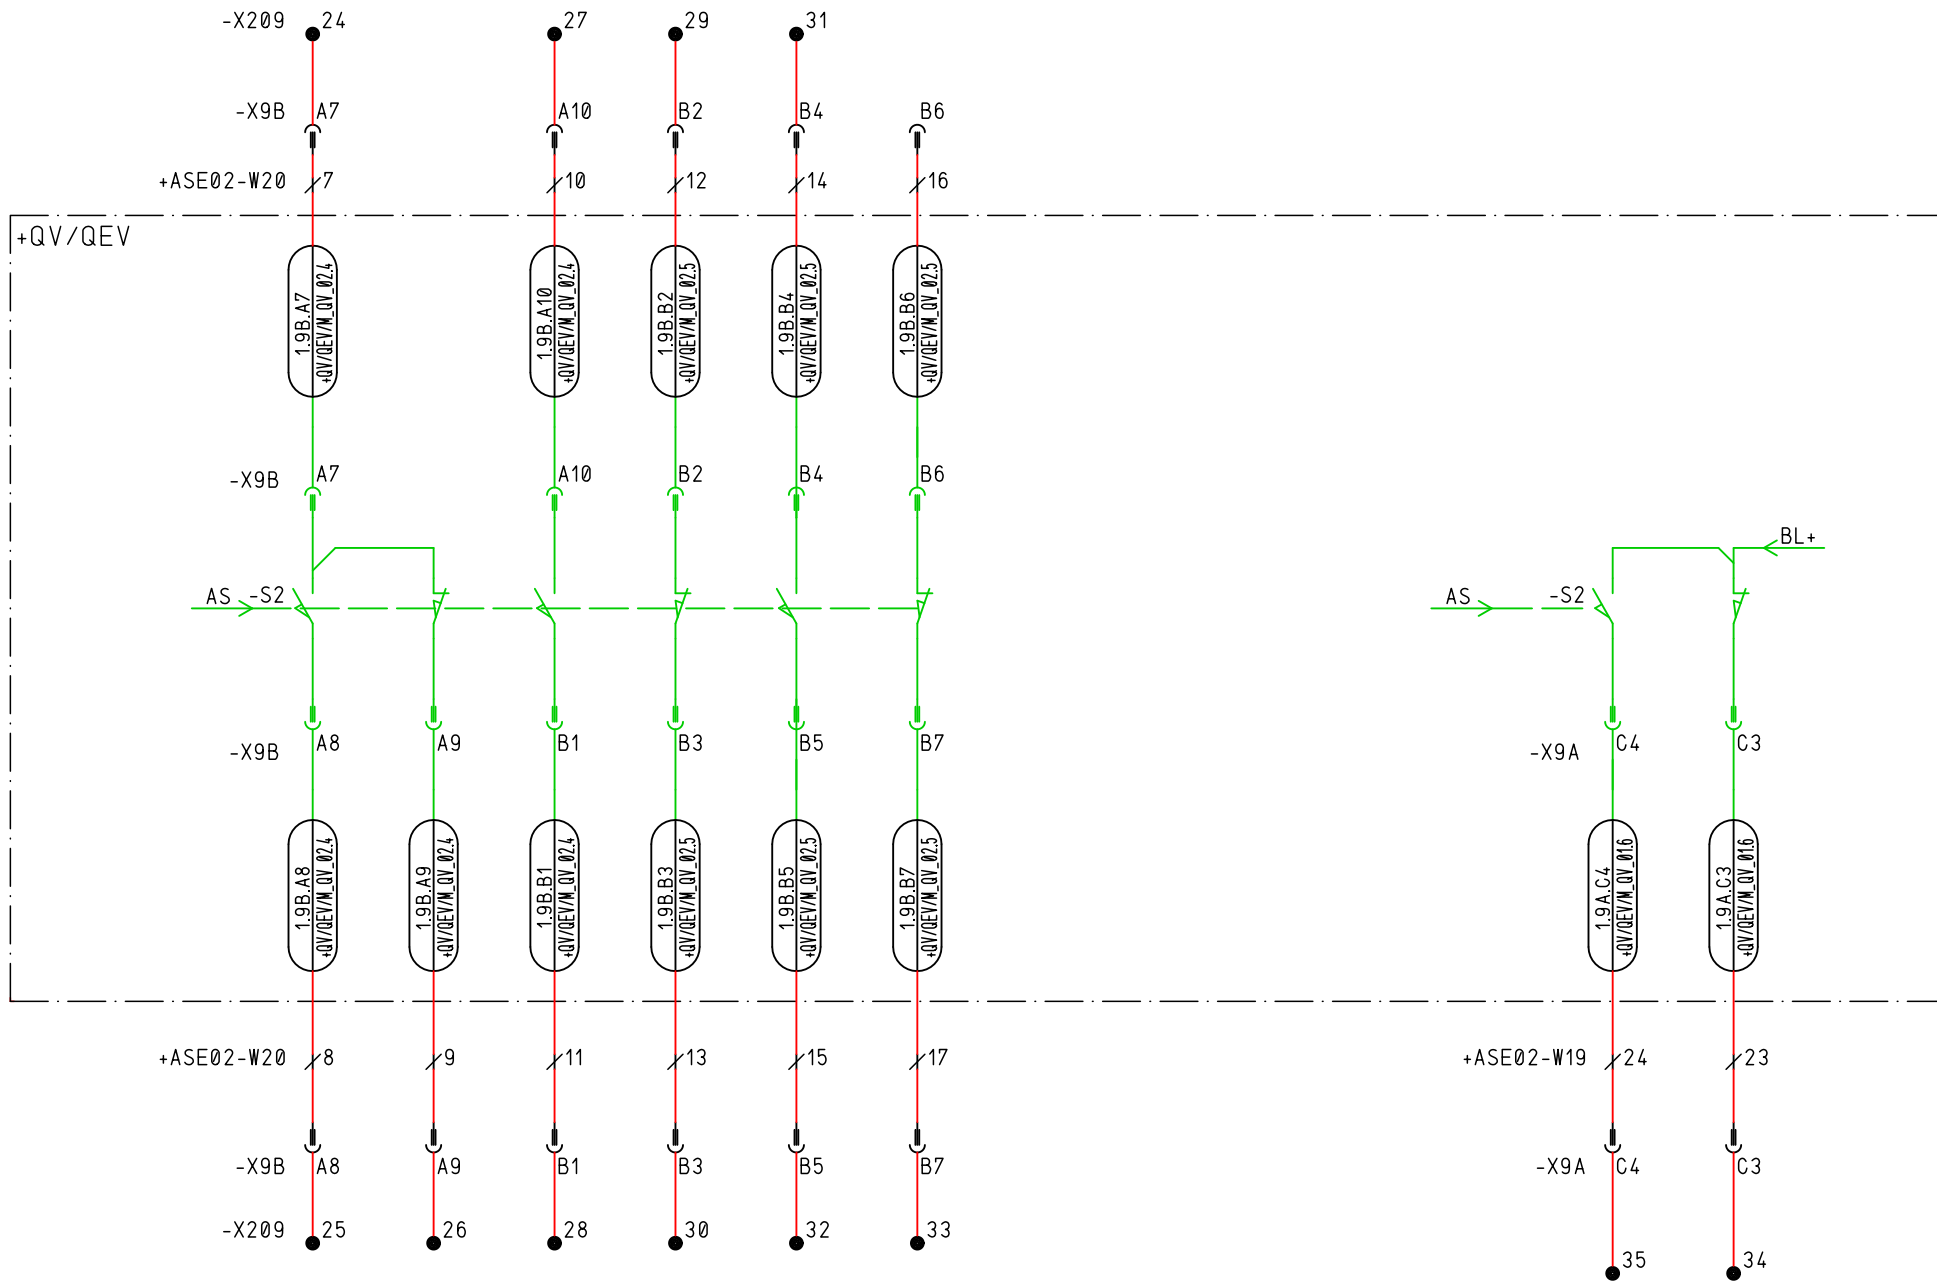 -X209 24 27 29 31
-X9B A7 A10 B2 B4 B6
+ASE02-W20 7 10 12 14 16
+QV/QEV
1.9B.A7 1.9B.A10 1.9B.B2 1.9B.B4 1.9B.B6
+QV/QEV/M_QV_02.4 +QV/QEV/M_QV_02.4 +QV/QEV/M_QV_02.5 +QV/QEV/M_QV_02.5 +QV/QEV/M_QV_02.5
-X9B A7 A10 B2 B4 B6
BL+
AS -S2 AS -S2
-X9B A8 A9 B1 B3 B5 B7 -X9A C4 C3
1.9B.A8 1.9B.A9 1.9B.B1 1.9B.B3 1.9B.B5 1.9B.B7 1.9A.C4 1.9A.C3
+QV/QEV/M_QV_02.4 +QV/QEV/M_QV_02.4 +QV/QEV/M_QV_02.4 +QV/QEV/M_QV_02.5 +QV/QEV/M_QV_02.5 +QV/QEV/M_QV_02.5 +QV/QEV/M_QV_01.6 +QV/QEV/M_QV_01.6
+ASE02-W20 8 9 11 13 15 17 +ASE02-W19 24 23
-X9B A8 A9 B1 B3 B5 B7 -X9A C4 C3
-X209 25 26 28 30 32 33
35 34